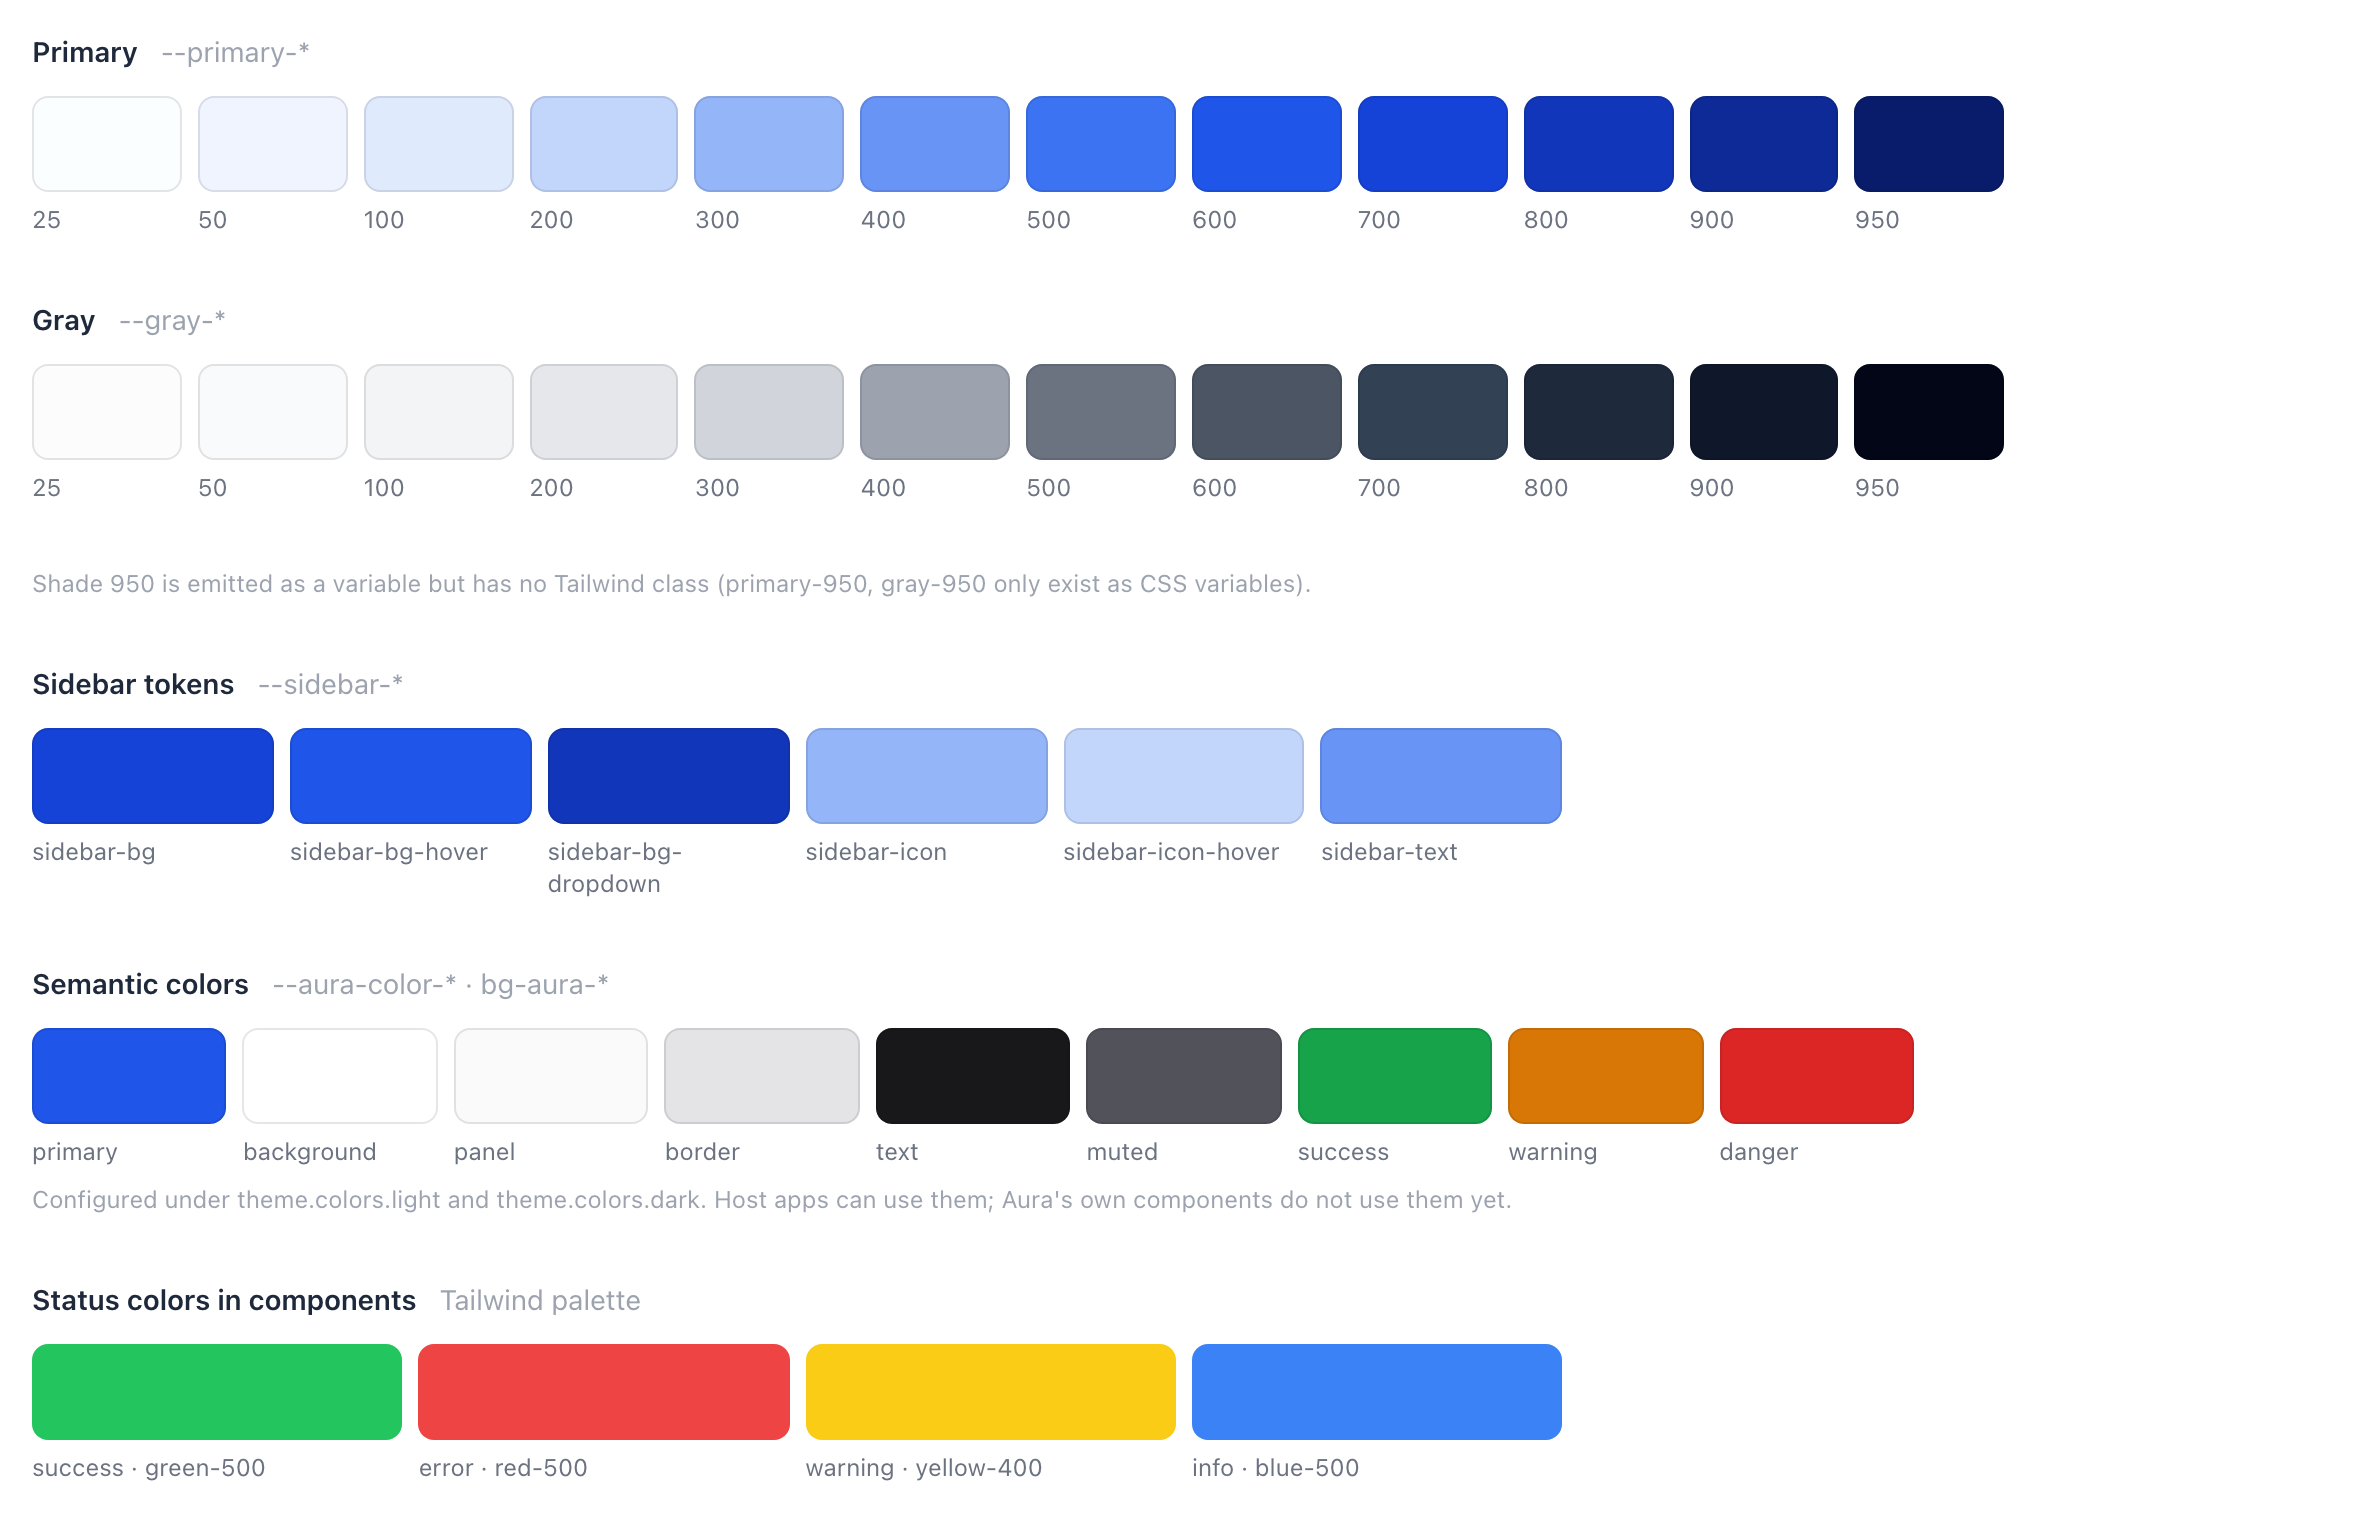 Primary --primary-*
25 50 100 200 300 400 500 600 700 800 900 950
Gray --gray-*
25 50 100 200 300 400 500 600 700 800 900 950
Shade 950 is emitted as a variable but has no Tailwind class (primary-950, gray-950 only exist as CSS variables).
Sidebar tokens --sidebar-*
sidebar-bg sidebar-bg-hover sidebar-bg- sidebar-icon sidebar-icon-hover sidebar-text
dropdown
Semantic colors --aura-color-* · bg-aura-*
primary background panel border text muted success warning danger
Configured under theme.colors.light and theme.colors.dark. Host apps can use them; Aura's own components do not use them yet.
Status colors in components Tailwind palette
success · green-500 error · red-500 warning · yellow-400 info · blue-500